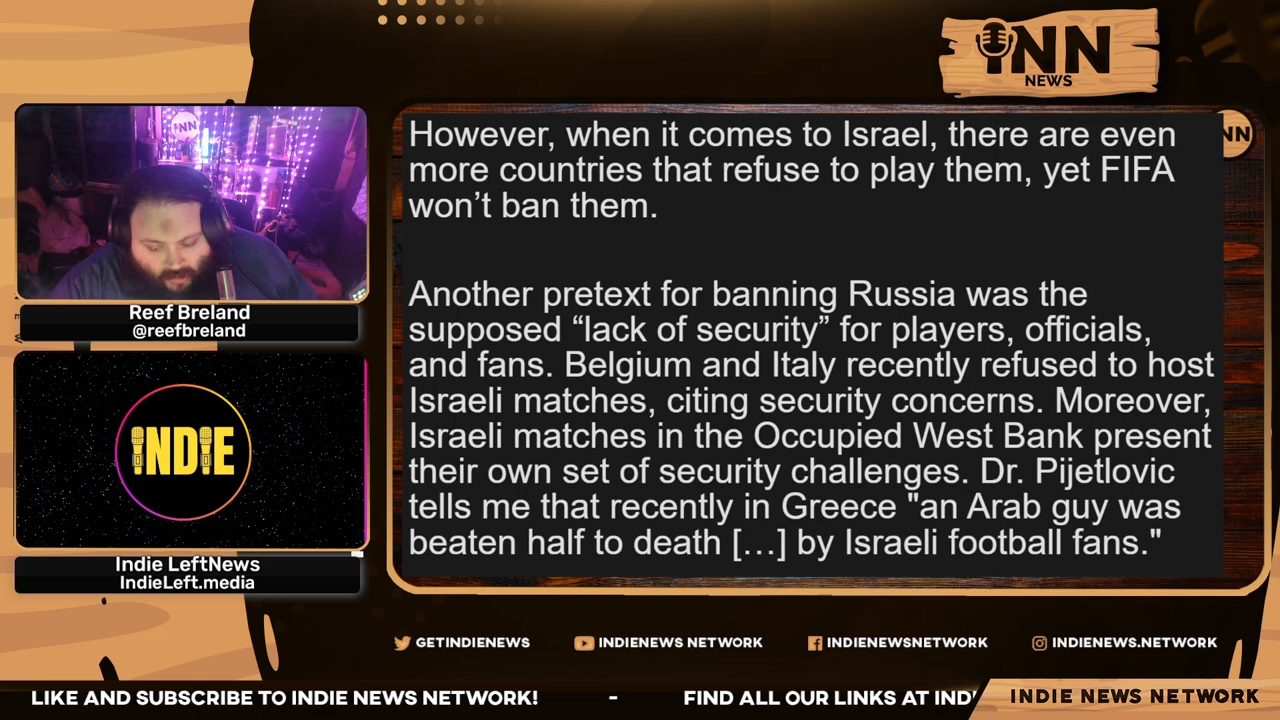 iNN
NEWS
However, when it comes to Israel, there are even
more countries that refuse to play them, yet FIFA
won’t ban them.
Another pretext for banning Russia was the
supposed “lack of security” for players, officials,
and fans. Belgium and Italy recently refused to host
Israeli matches, citing security concerns. Moreover,
Israeli matches in the Occupied West Bank present
their own set of security challenges. Dr. Pijetlovic
tells me that recently in Greece "an Arab guy was
beaten half to death […] by Israeli football fans."
iNN
NN
Reef Breland
@reefbreland
iNDiE
Indie LeftNews
IndieLeft.media
GETINDIENEWS
INDIENEWS NETWORK
INDIENEWSNETWORK
INDIENEWS.NETWORK
LIKE AND SUBSCRIBE TO INDIE NEWS NETWORK! - FIND ALL OUR LINKS AT
INDIE NEWS NETWORK